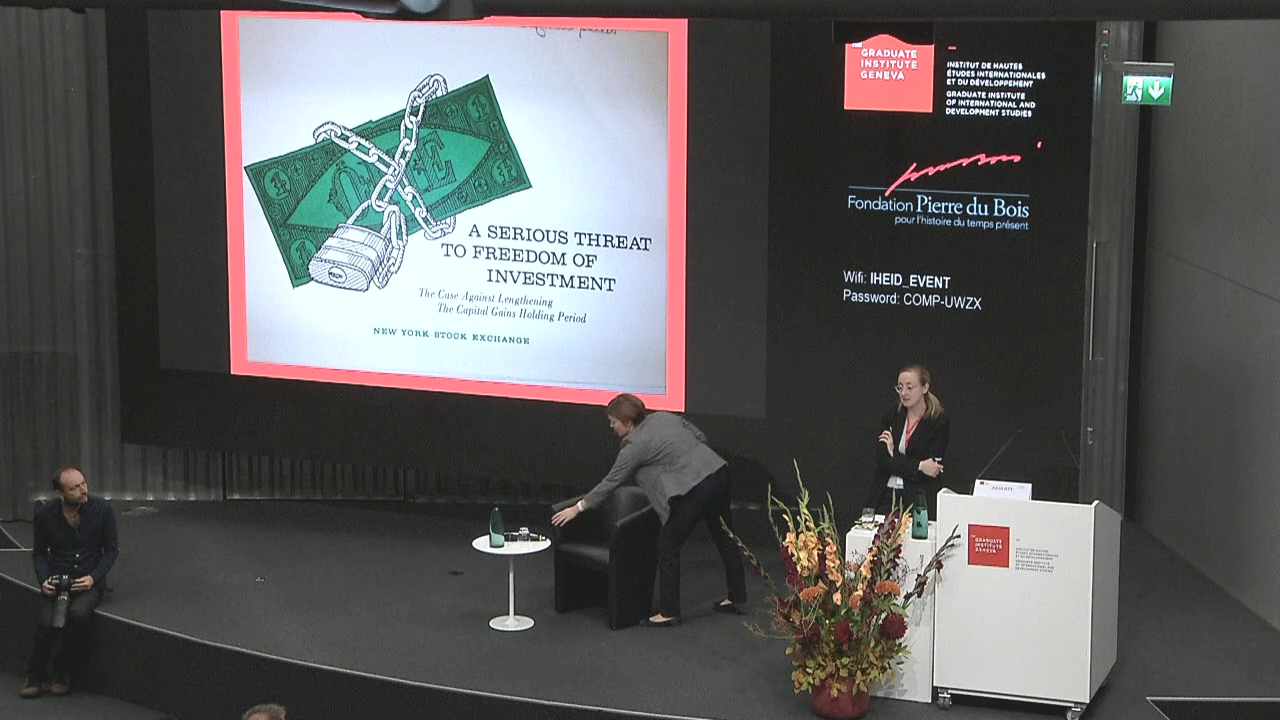 A SERIOUS THREAT
TO FREEDOM OF
INVESTMENT
The Case Against Lengthening
The Capital Gains Holding Period
NEW YORK STOCK EXCHANGE
THE
GRADUATE
INSTITUTE
GENEVA
INSTITUT DE HAUTES
ÉTUDES INTERNATIONALES
ET DU DÉVELOPPEMENT
GRADUATE INSTITUTE
OF INTERNATIONAL AND
DEVELOPMENT STUDIES
Fondation Pierre du Bois
pour l'histoire du temps présent
Wifi: IHEID_EVENT
Password: COMP-UWZX
GRADUATE
INSTITUTE
GENEVA